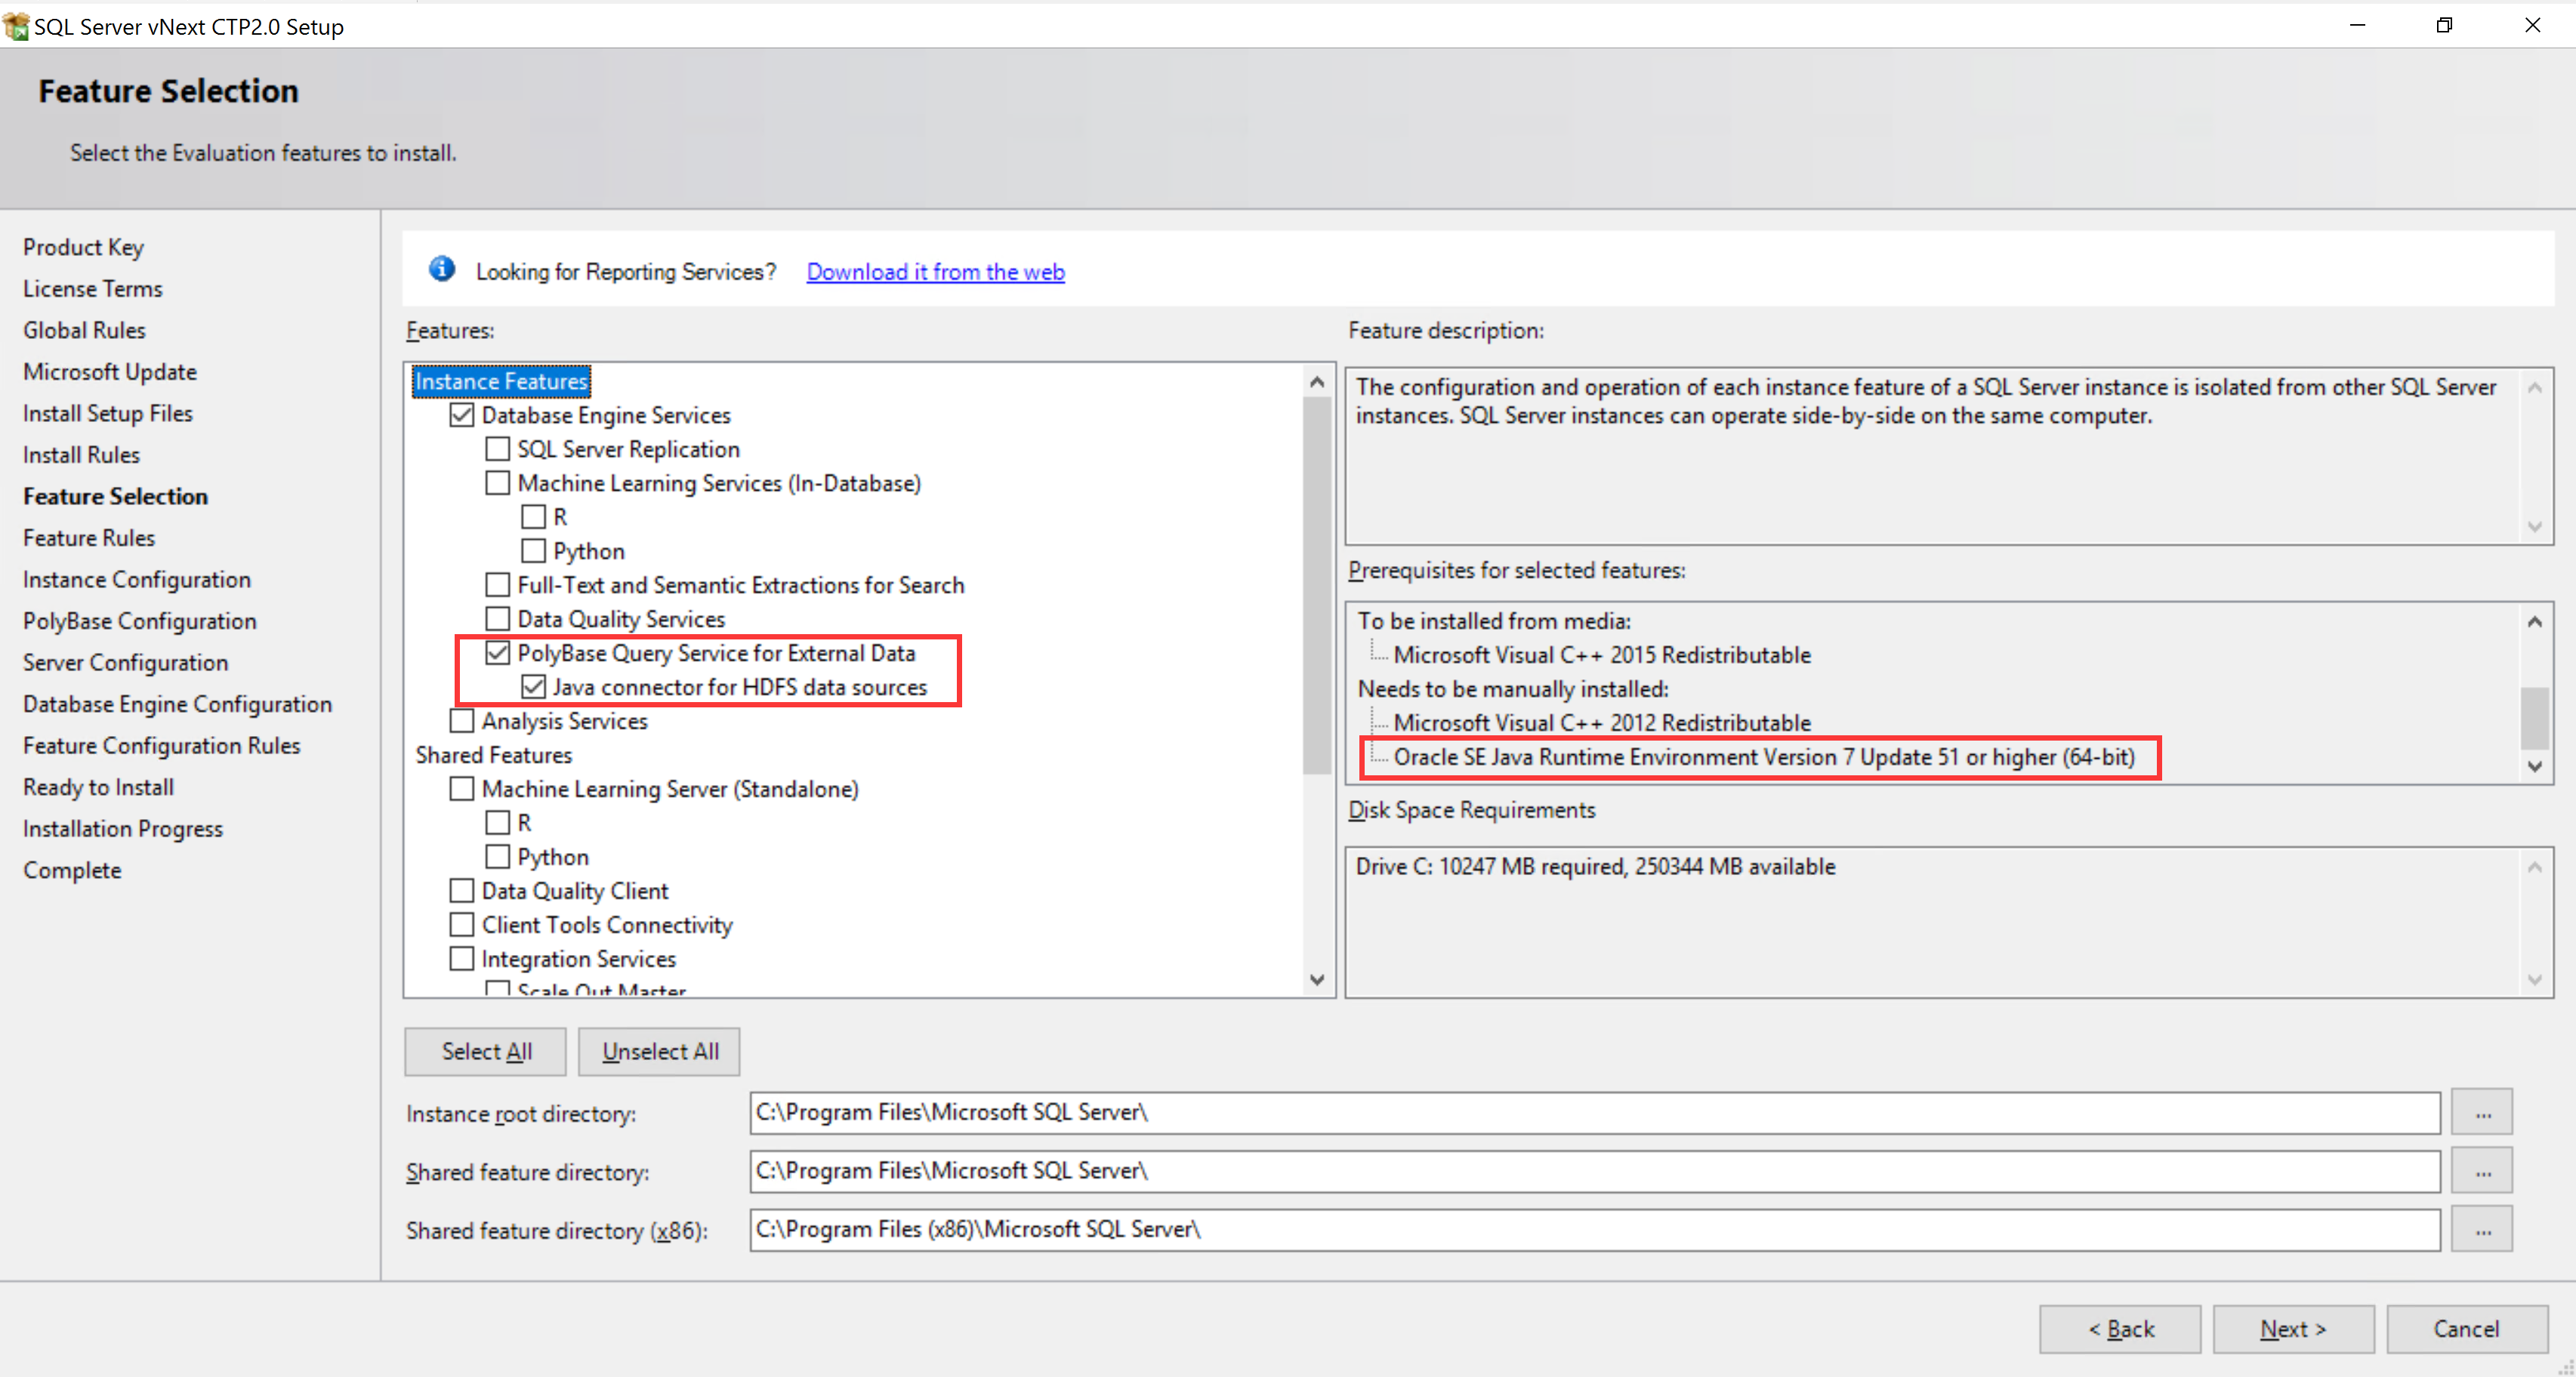 SQL Server vNext CTP2.0 Setup
Feature Selection
Select the Evaluation features to install.
Product Key
License Terms
Global Rules
Microsoft Update
Install Setup Files
Install Rules
Feature Selection
Feature Rules
Instance Configuration
PolyBase Configuration
Server Configuration
Database Engine Configuration
Feature Configuration Rules
Ready to Install
Installation Progress
Complete
Looking for Reporting Services? Download it from the web
Features:
Instance Features
Database Engine Services
SQL Server Replication
Machine Learning Services (In-Database)
R
Python
Full-Text and Semantic Extractions for Search
Data Quality Services
PolyBase Query Service for External Data
Java connector for HDFS data sources
Analysis Services
Shared Features
Machine Learning Server (Standalone)
R
Python
Data Quality Client
Client Tools Connectivity
Integration Services
Scale Out Master
Feature description:
The configuration and operation of each instance feature of a SQL Server instance is isolated from other SQL Server
instances. SQL Server instances can operate side-by-side on the same computer.
Prerequisites for selected features:
To be installed from media:
Microsoft Visual C++ 2015 Redistributable
Needs to be manually installed:
Microsoft Visual C++ 2012 Redistributable
Oracle SE Java Runtime Environment Version 7 Update 51 or higher (64-bit)
Disk Space Requirements
Drive C: 10247 MB required, 250344 MB available
Select All Unselect All
Instance root directory: C:\Program Files\Microsoft SQL Server\ ...
Shared feature directory: C:\Program Files\Microsoft SQL Server\ ...
Shared feature directory (x86): C:\Program Files (x86)\Microsoft SQL Server\ ...
< Back Next > Cancel